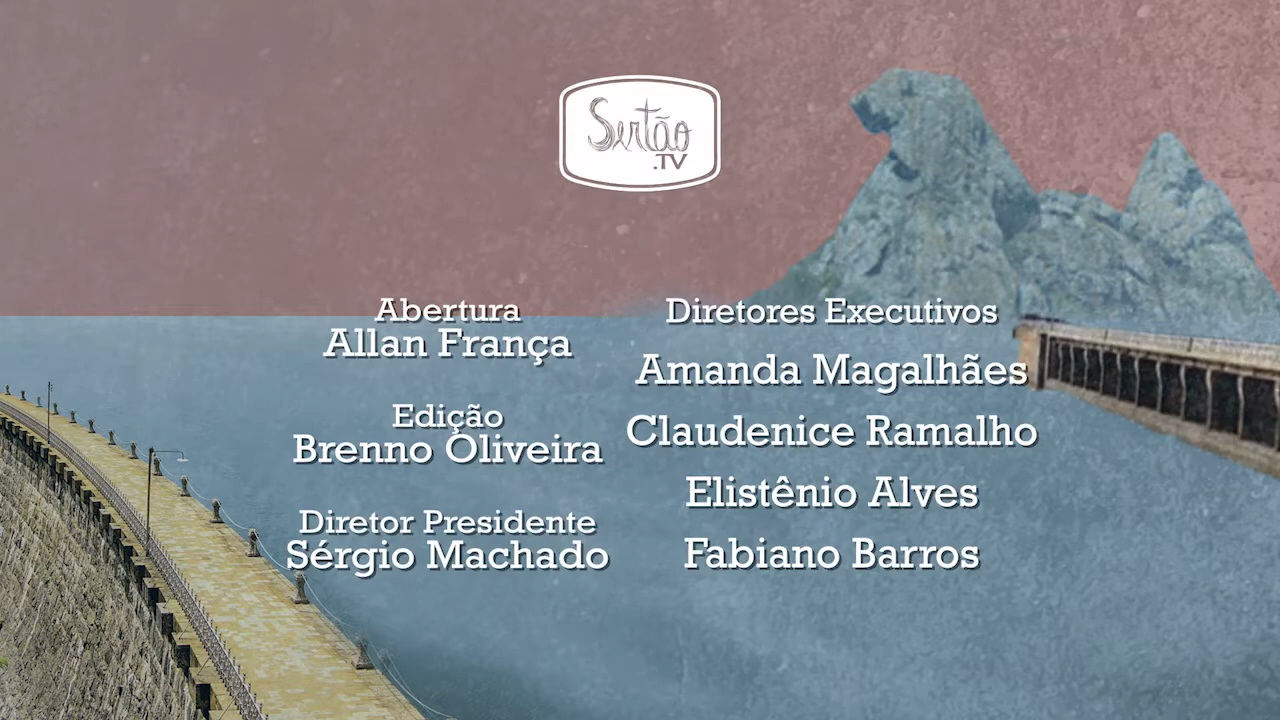 Sertão
.TV
Abertura
Allan França
Edição
Brenno Oliveira
Diretor Presidente
Sérgio Machado
Diretores Executivos
Amanda Magalhães
Claudenice Ramalho
Elistênio Alves
Fabiano Barros